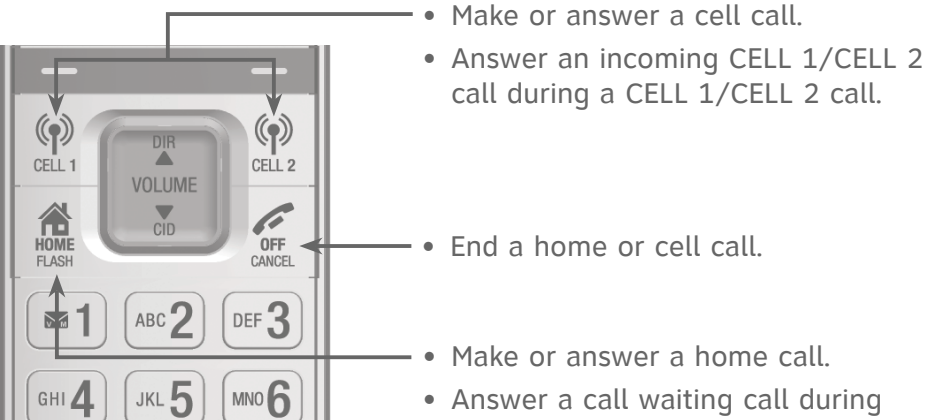 • Make or answer a cell call.
• Answer an incoming CELL 1/CELL 2
call during a CELL 1/CELL 2 call.
CELL 1
DIR
VOLUME
CID
CELL 2
HOME
FLASH
OFF
CANCEL
• End a home or cell call.
1
ABC 2
DEF 3
• Make or answer a home call.
GHI 4
JKL 5
MNO 6
• Answer a call waiting call during